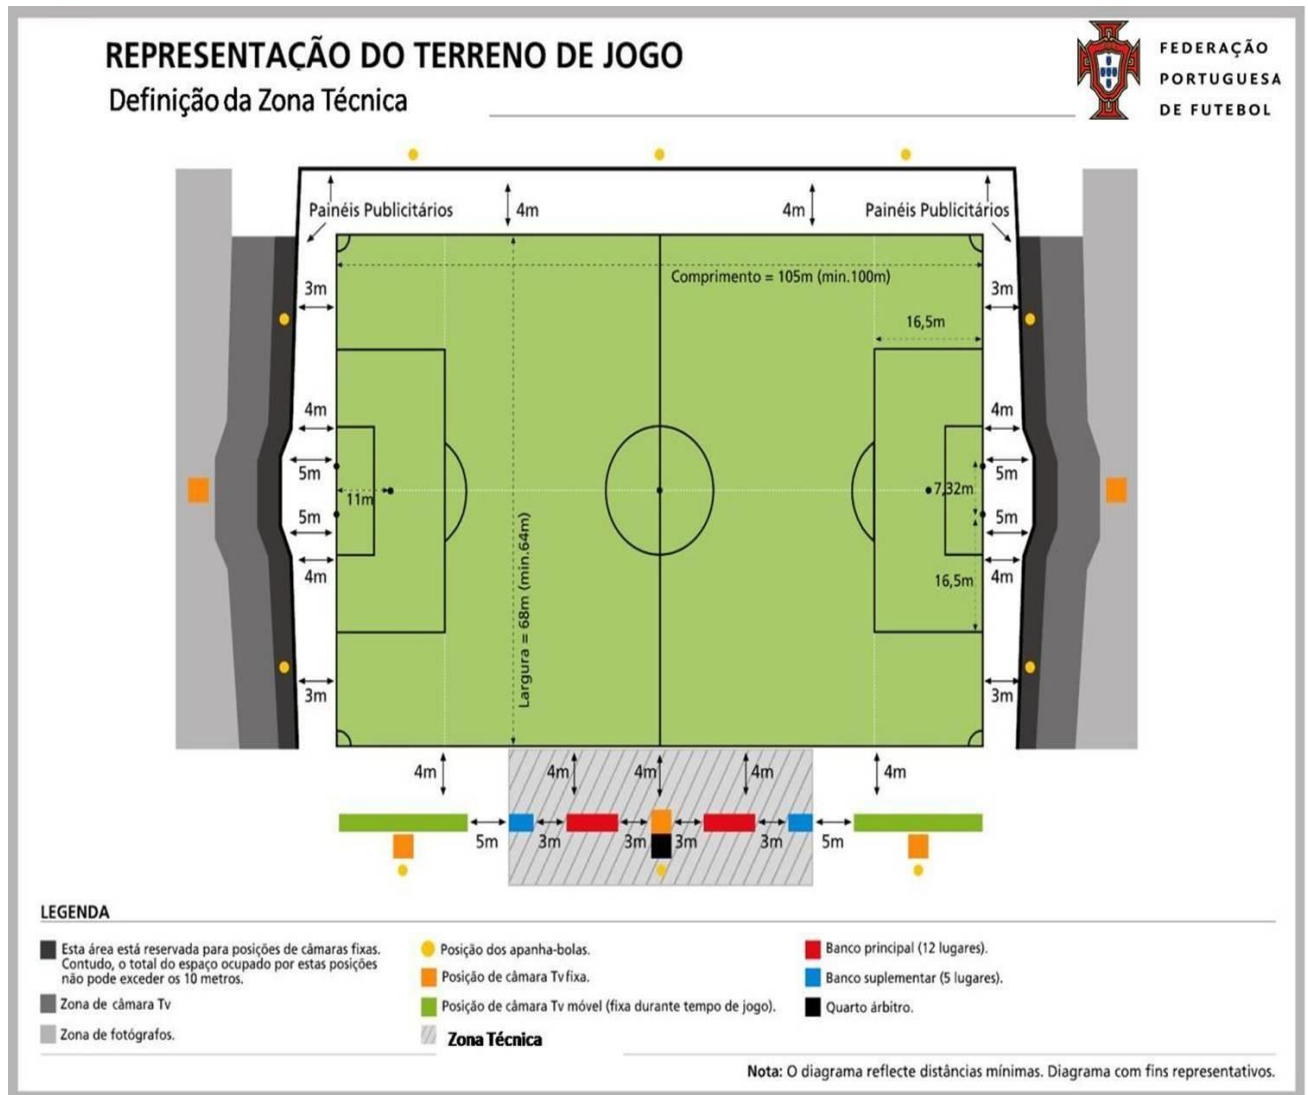 REPRESENTAÇÃO DO TERRENO DE JOGO
Definição da Zona Técnica
FEDERAÇÃO
PORTUGUESA
DE FUTEBOL
Painéis Publicitários
4m
4m
Painéis Publicitários
Comprimento = 105m (min.100m)
3m
3m
16,5m
4m
4m
5m
5m
11m
7,32m
5m
5m
4m
16,5m
4m
Largura = 68m (min.64m)
3m
3m
4m
4m
4m
4m
4m
5m
3m
3m
3m
3m
5m
LEGENDA
Esta área está reservada para posições de câmaras fixas.
Contudo, o total do espaço ocupado por estas posições
não pode exceder os 10 metros.
Zona de câmara Tv
Zona de fotógrafos.
Posição dos apanha-bolas.
Posição de câmara Tv fixa.
Posição de câmara Tv móvel (fixa durante tempo de jogo).
Zona Técnica
Banco principal (12 lugares).
Banco suplementar (5 lugares).
Quarto árbitro.
Nota: O diagrama reflecte distâncias mínimas. Diagrama com fins representativos.